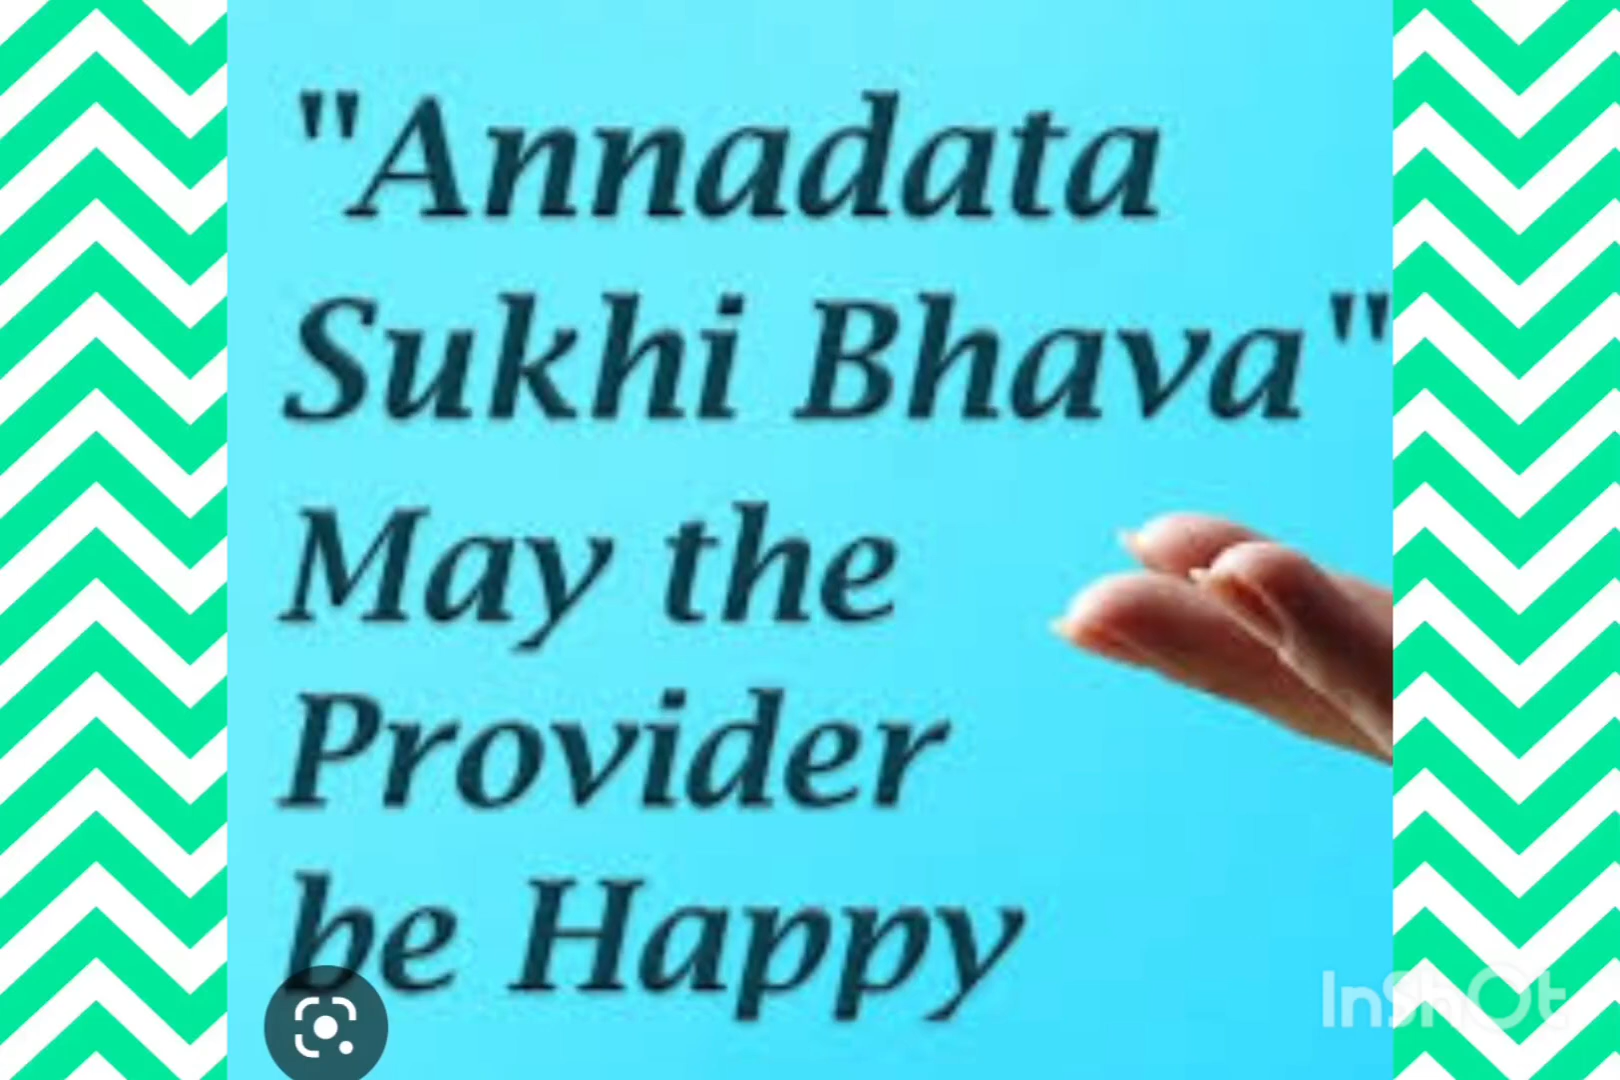 "Annadata
Sukhi Bhava"
May the
Provider
be Happy
InShOt